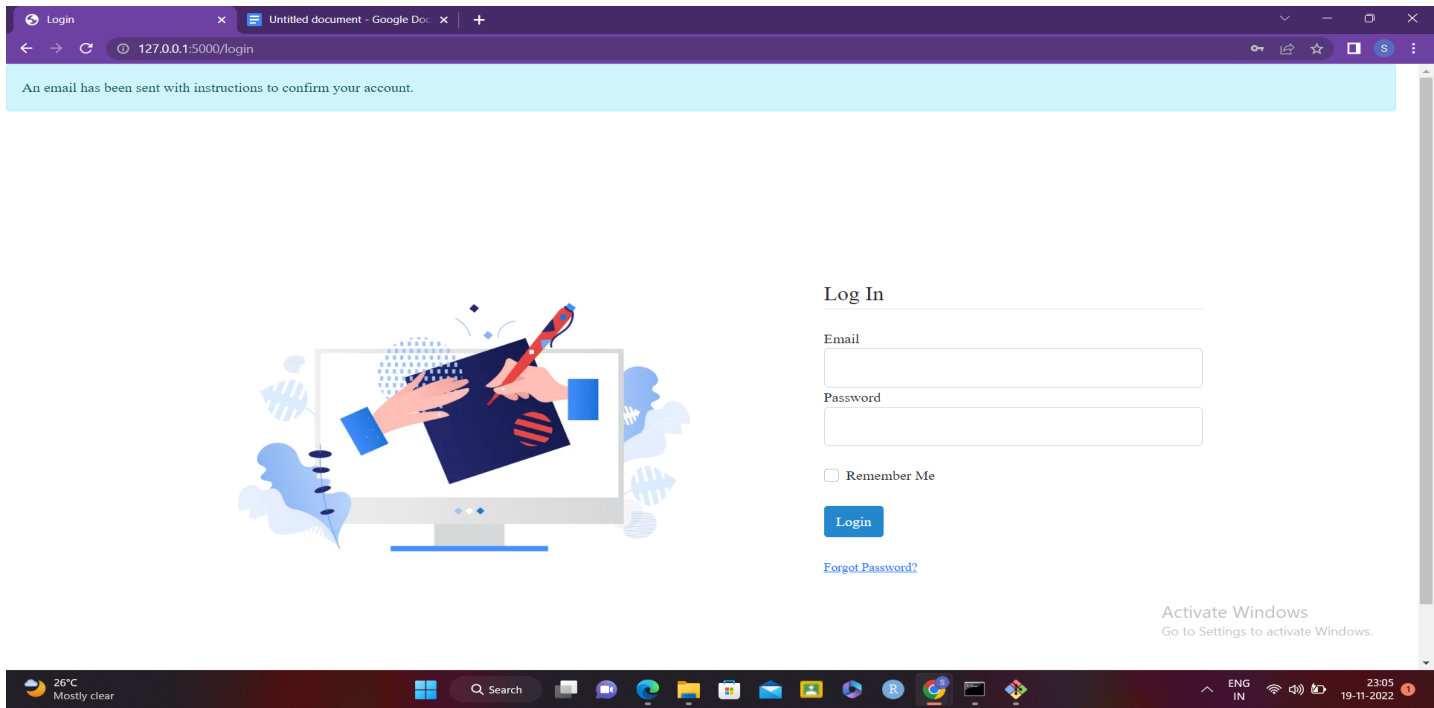 Login
Untitled document - Google Doc
127.0.0.1:5000/login
S
An email has been sent with instructions to confirm your account.
Log In
Email
Password
Remember Me
Login
Forgot Password?
Activate Windows
Go to Settings to activate Windows.
26°C
Mostly clear
Search
R
S
ENG
IN
23:05
19-11-2022
1